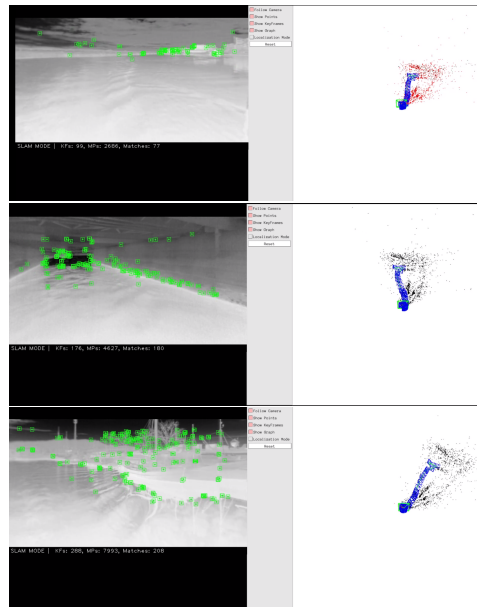 Follow Camera
Show Points
Show KeyFrames
Show Graph
Localization Mode
Reset
SLAM MODE | KFs: 99, MPs: 2686, Matches: 77
Follow Camera
Show Points
Show KeyFrames
Show Graph
Localization Mode
Reset
SLAM MODE | KFs: 176, MPs: 4627, Matches: 180
Follow Camera
Show Points
Show KeyFrames
Show Graph
Localization Mode
Reset
SLAM MODE | KFs: 288, MPs: 7993, Matches: 208